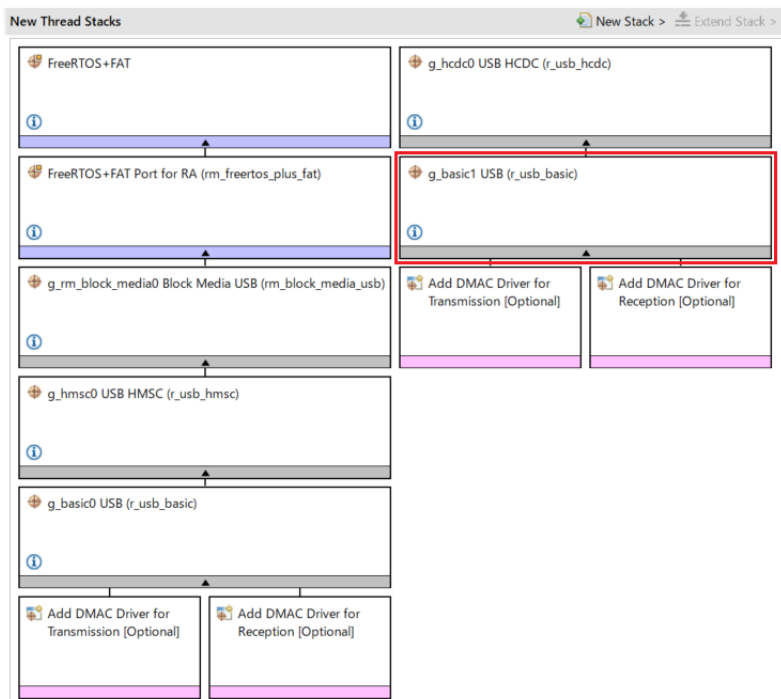 New Thread Stacks
New Stack >
Extend Stack >
FreeRTOS+FAT
g_hcdc0 USB HCDC (r_usb_hcdc)
FreeRTOS+FAT Port for RA (rm_freertos_plus_fat)
g_basic1 USB (r_usb_basic)
g_rm_block_media0 Block Media USB (rm_block_media_usb)
Add DMAC Driver for
Transmission [Optional]
Add DMAC Driver for
Reception [Optional]
g_hmsc0 USB HMSC (r_usb_hmsc)
g_basic0 USB (r_usb_basic)
Add DMAC Driver for
Transmission [Optional]
Add DMAC Driver for
Reception [Optional]